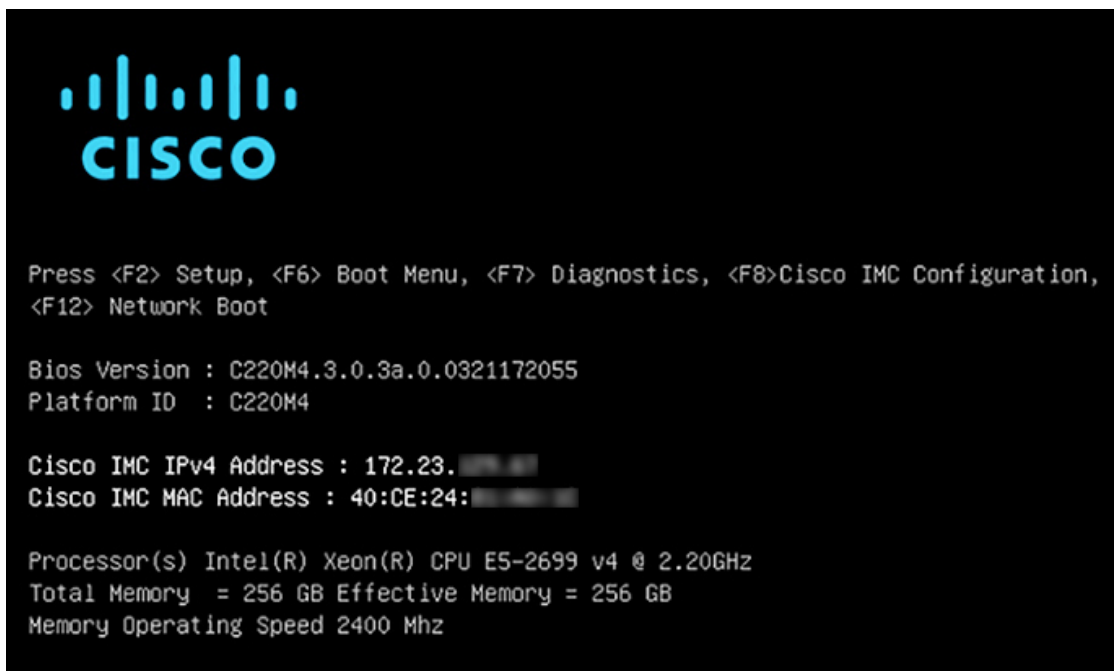 CISCO
Press <F2> Setup, <F6> Boot Menu, <F7> Diagnostics, <F8>Cisco IMC Configuration,
<F12> Network Boot
Bios Version : C220M4.3.0.3a.0.0321172055
Platform ID  : C220M4
Cisco IMC IPv4 Address : 172.23.
Cisco IMC MAC Address : 40:CE:24:
Processor(s) Intel(R) Xeon(R) CPU E5-2699 v4 @ 2.20GHz
Total Memory  = 256 GB Effective Memory = 256 GB
Memory Operating Speed 2400 Mhz